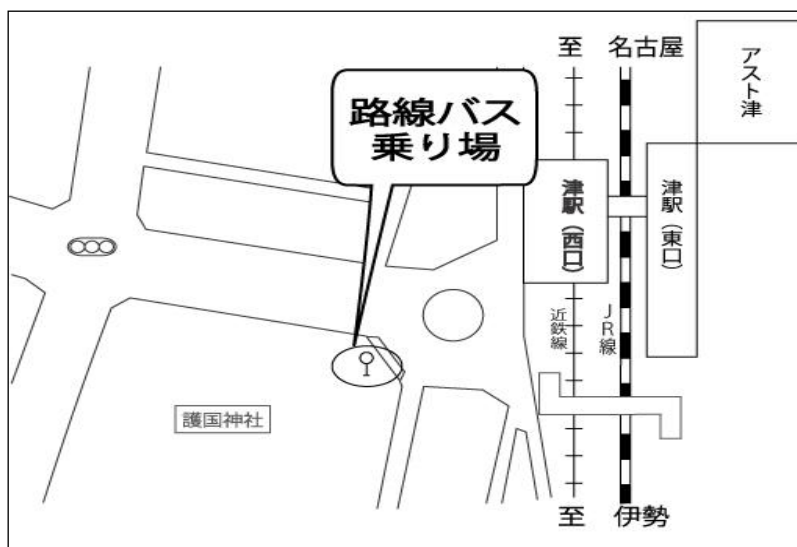 至 名古屋
アスト津
路線バス
乗り場
津駅（西口）
津駅（東口）
近鉄線
ＪＲ線
護国神社
至 伊勢